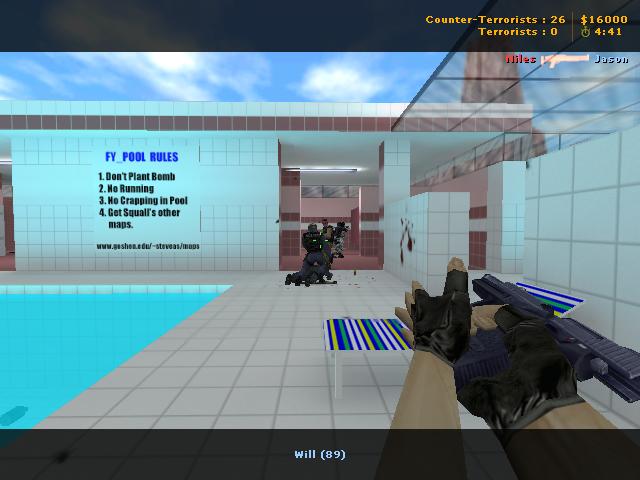 Counter-Terrorists : 26 $16000
Terrorists : 0 4:41
Niles Jason
FY_POOL RULES
1. Don't Plant Bomb
2. No Running
3. No Crapping in Pool
4. Get Squall's other
maps.
www.goshen.edu/~steveas/maps
Will (89)